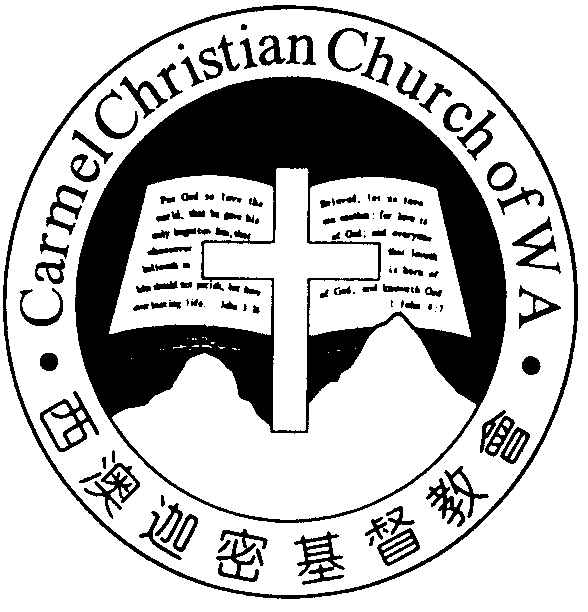 Carmel Christian Church of WA
For God so love the
world, that he gave his
only begotten Son, that
whosoever
believeth in
him should not perish, but have
everlasting life. John 3:16
Beloved, let us love
one another: for love is
of God; and everyone
that loveth
is born of
of God, and knoweth God
1 John 4:7
西澳迦密基督教會